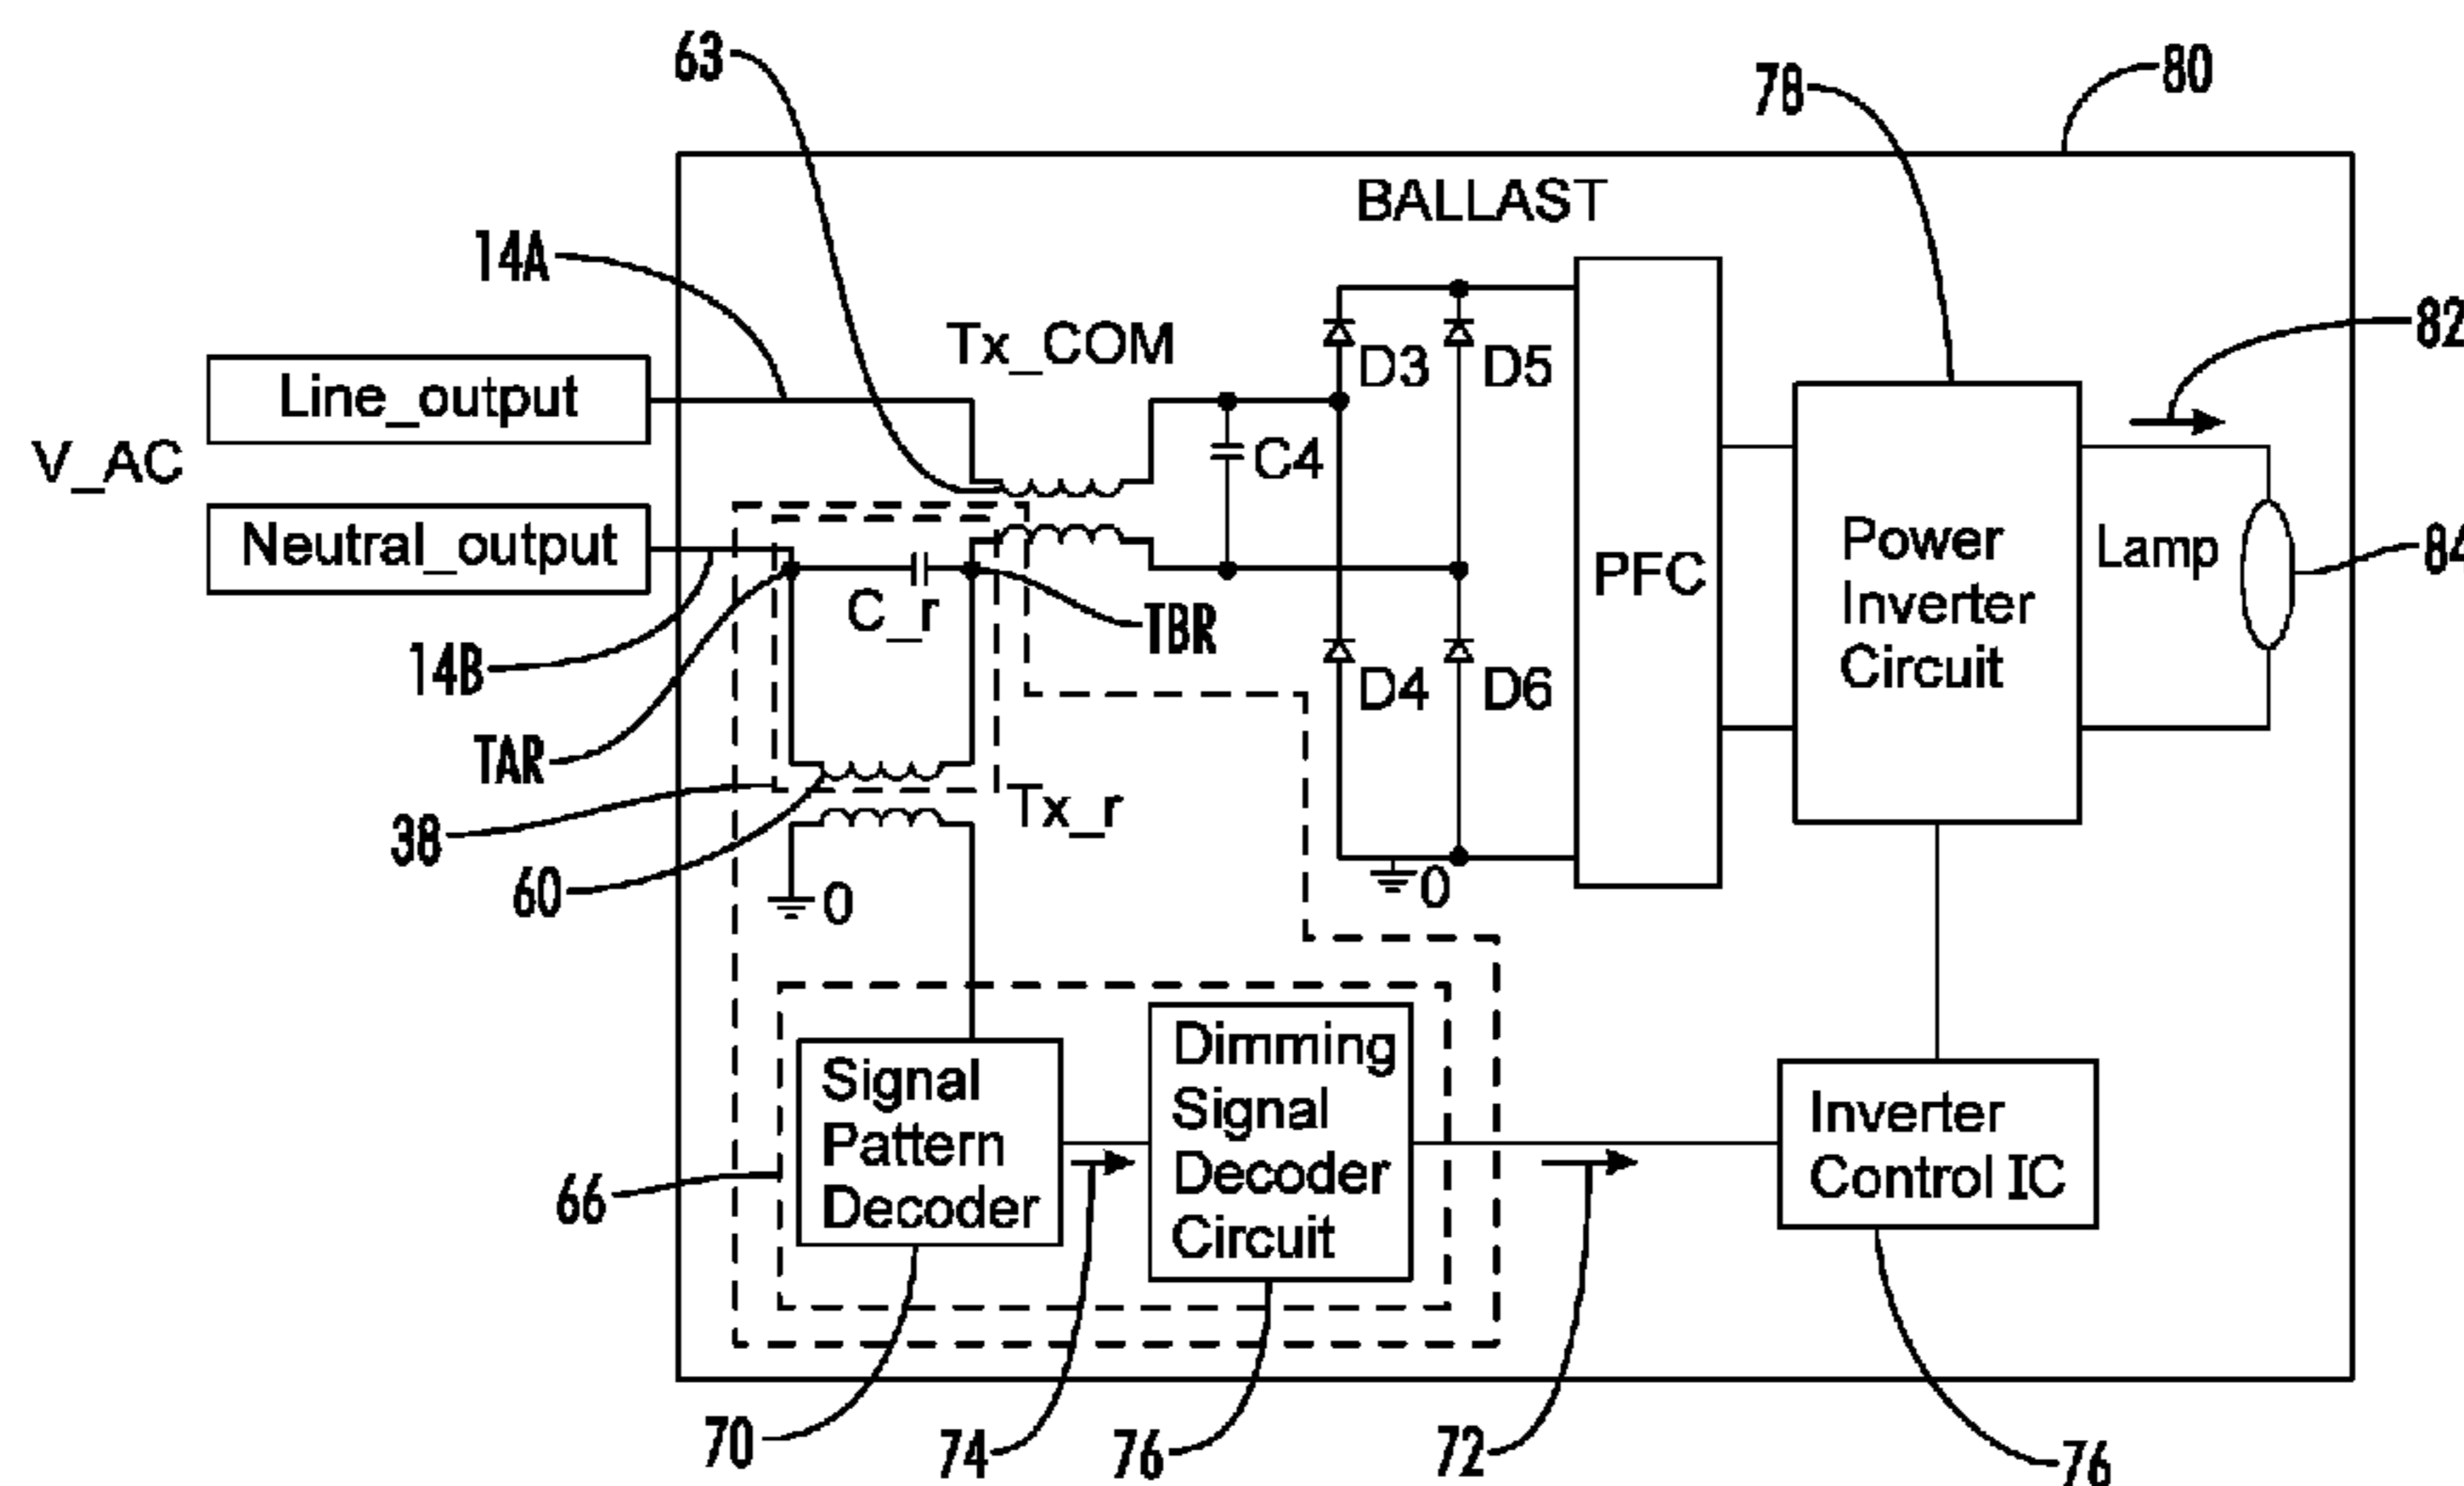 63
78
80
BALLAST
14A
82
Tx_COM
D3
D5
Line_output
V_AC
C4
Neutral_output
Power
Inverter
Circuit
Lamp
84
PFC
C_r
TBR
14B
D4
D6
TAR
Tx_r
38
60
0
0
Signal
Pattern
Decoder
Dimming
Signal
Decoder
Circuit
Inverter
Control IC
66
70
74
76
72
76